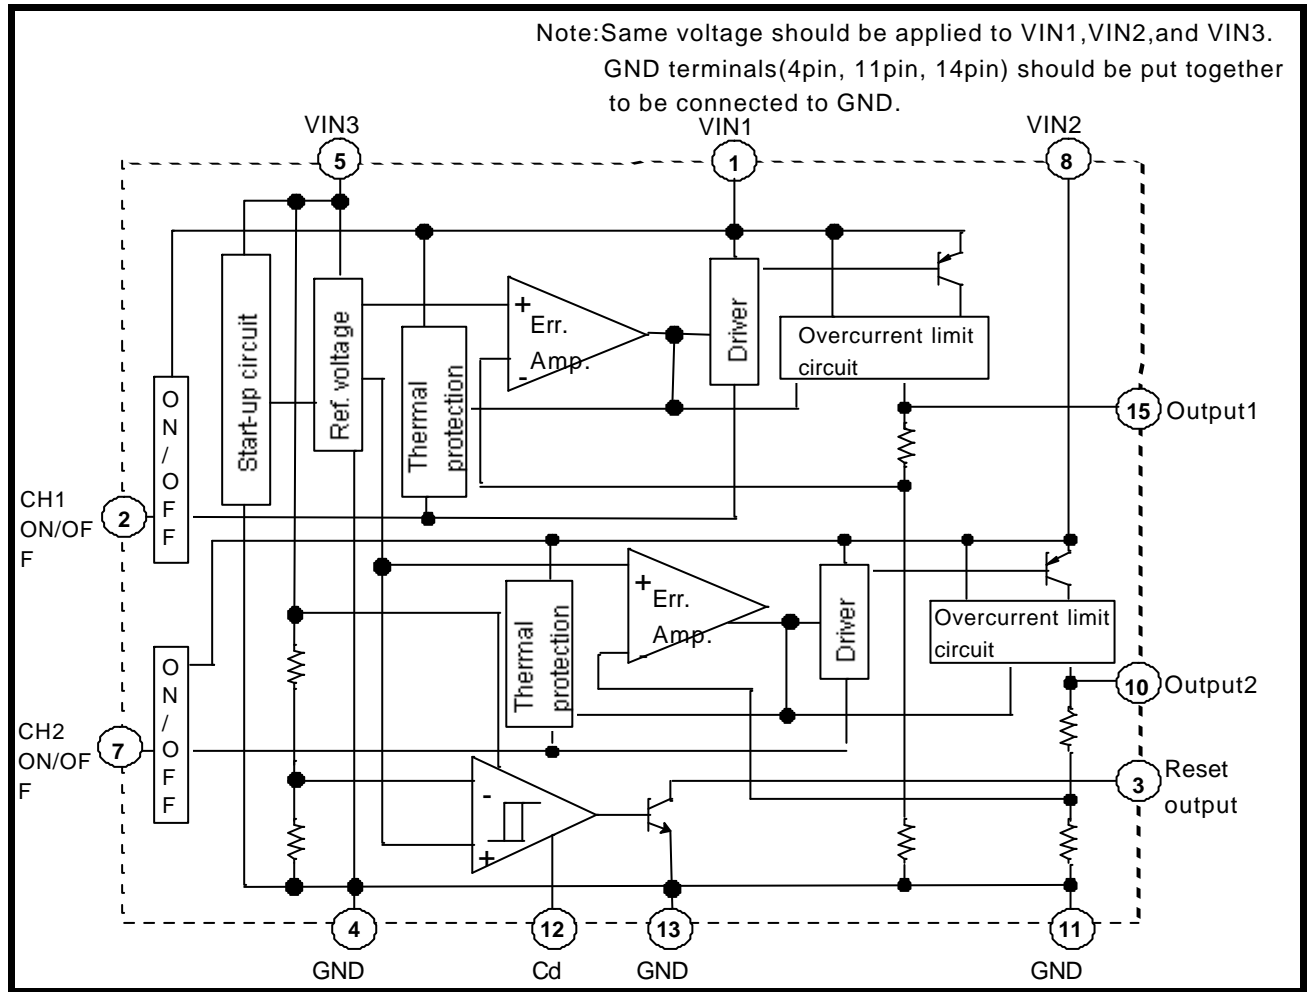 Note:Same voltage should be applied to VIN1,VIN2,and VIN3.
GND terminals(4pin, 11pin, 14pin) should be put together
to be connected to GND.
VIN3
VIN1
VIN2
5
1
8
Start-up circuit
Ref. voltage
Thermal
protection
+
Err.
Amp.
-
Driver
Overcurrent limit
circuit
15
Output1
O
N
/
O
F
F
CH1
ON/OF
F
2
Thermal
protection
+
Err.
Amp.
-
Driver
Overcurrent limit
circuit
10
Output2
O
N
/
O
F
F
CH2
ON/OF
F
7
-
+
3
Reset
output
4
12
13
11
GND
Cd
GND
GND